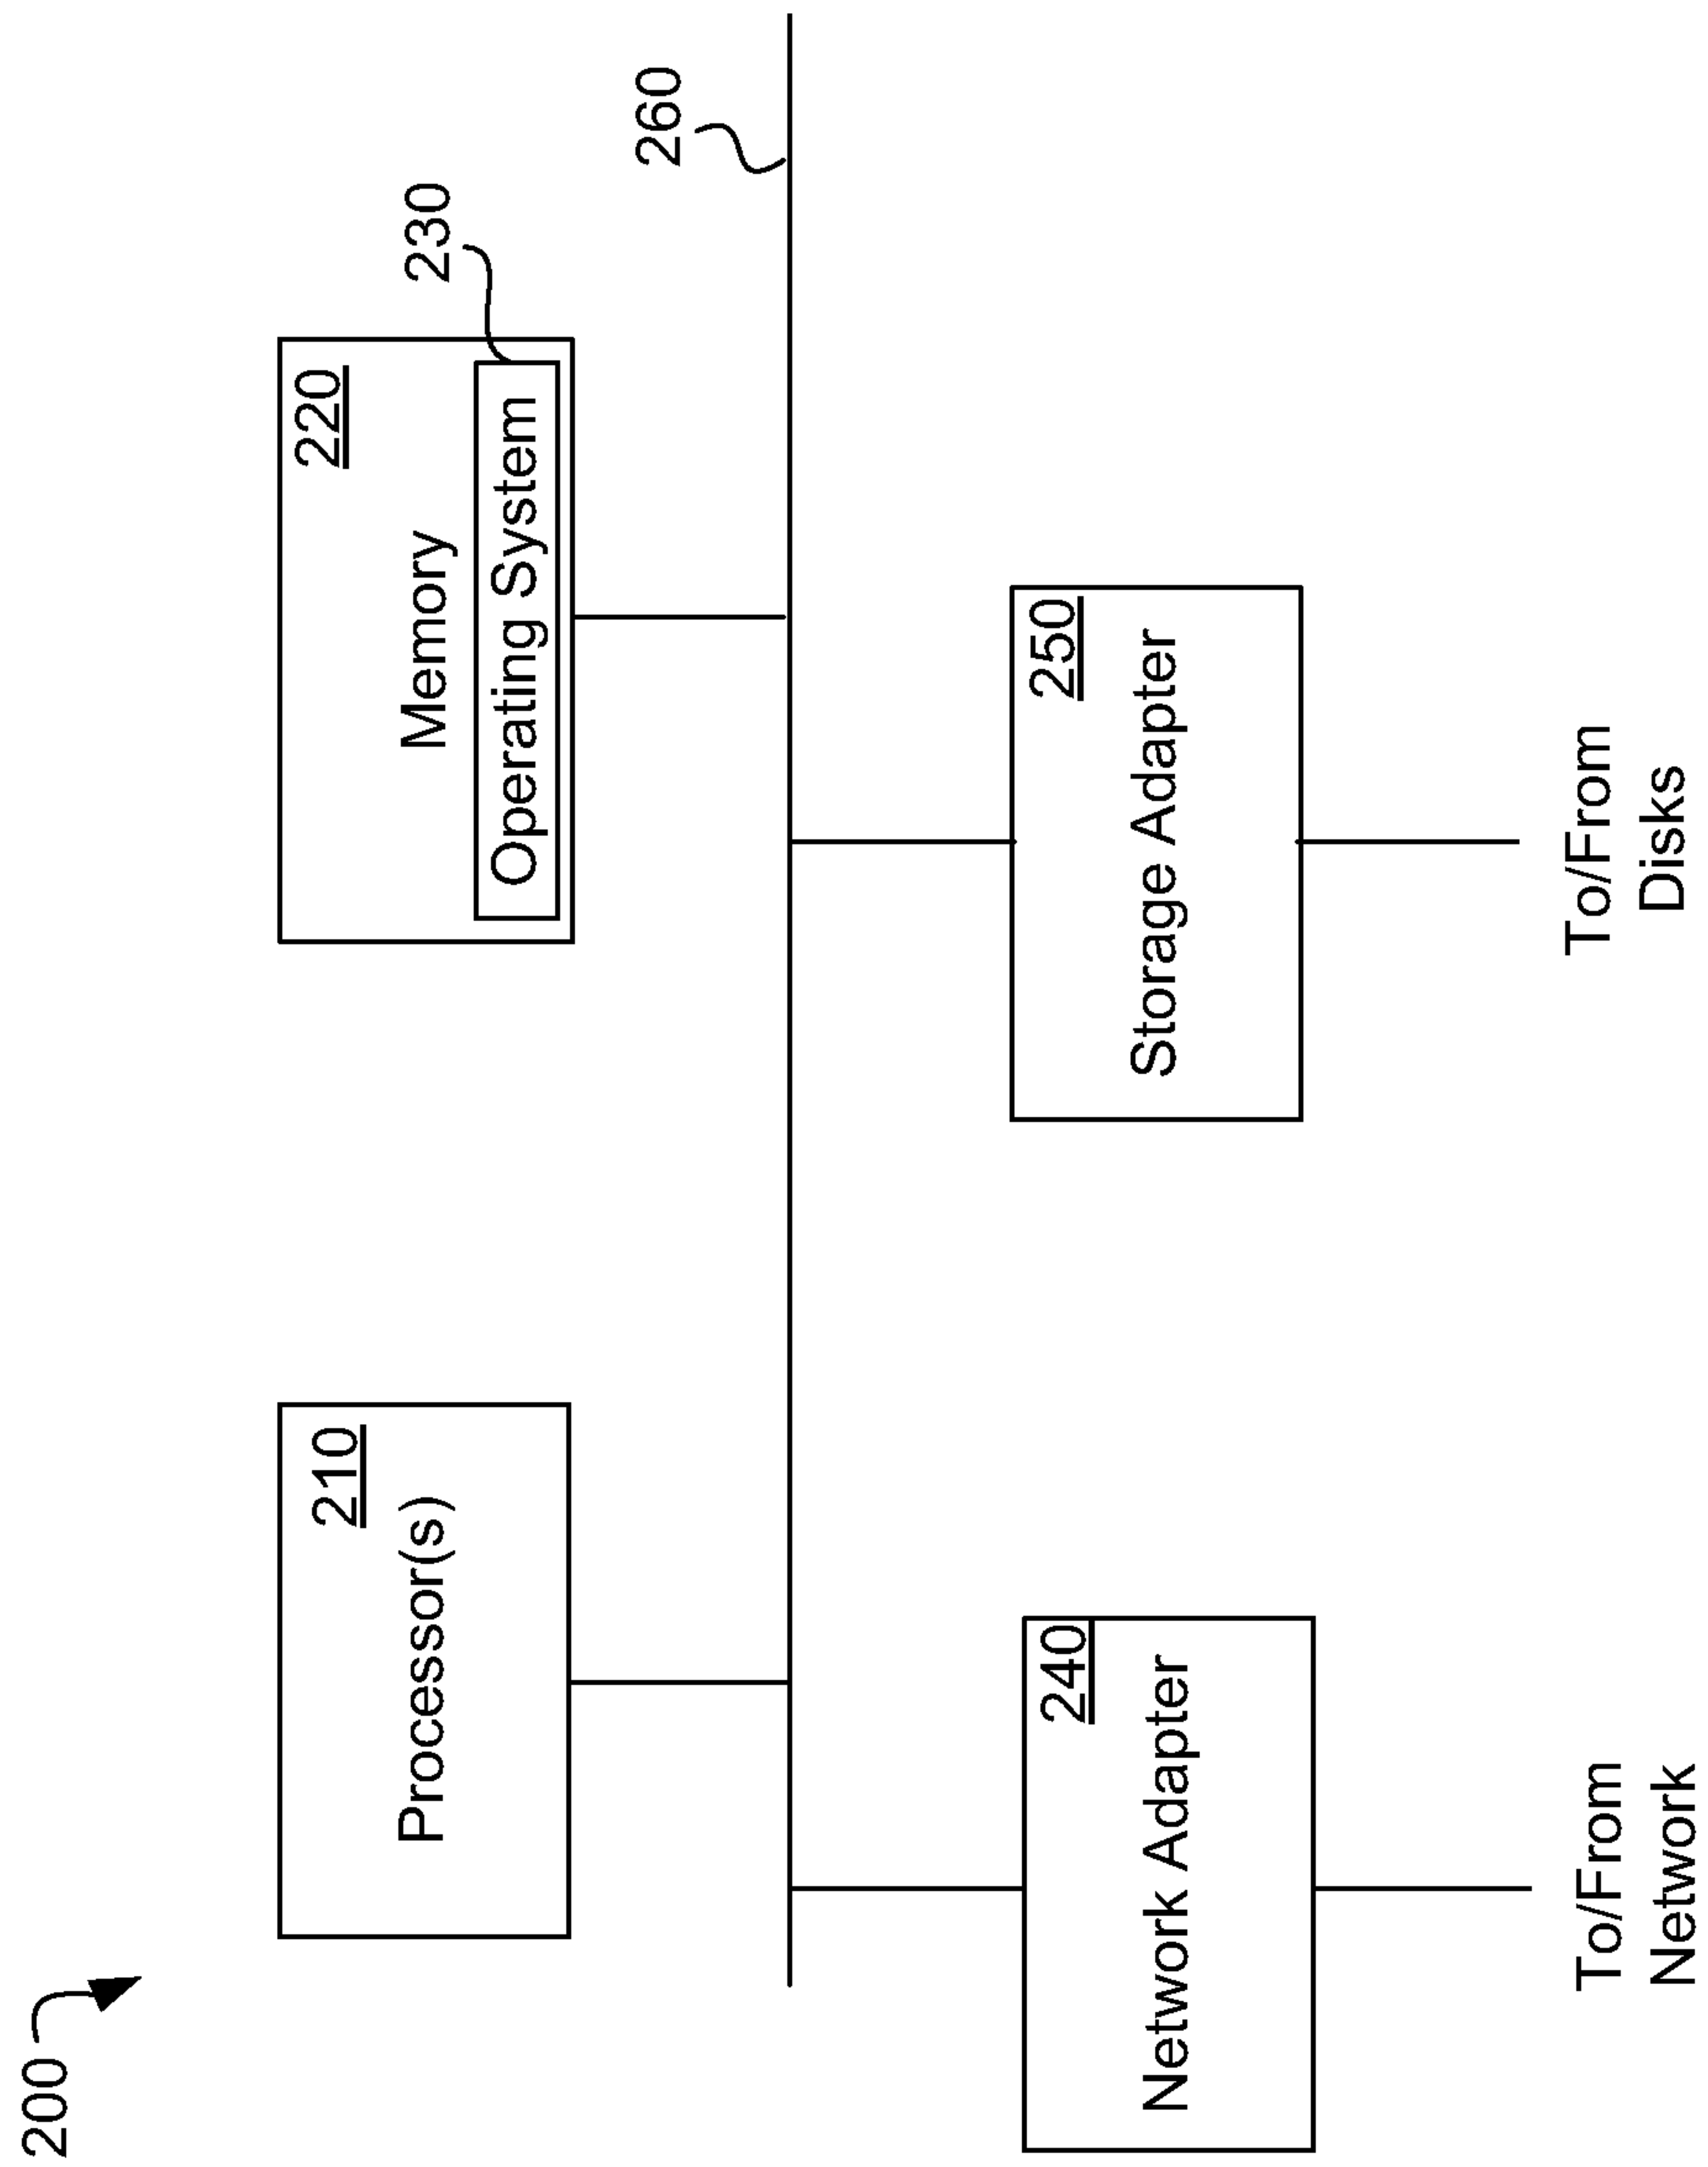 200
210
Processor(s)
220
Memory
Operating System
230
260
240
Network Adapter
250
Storage Adapter
To/From
Network
To/From
Disks